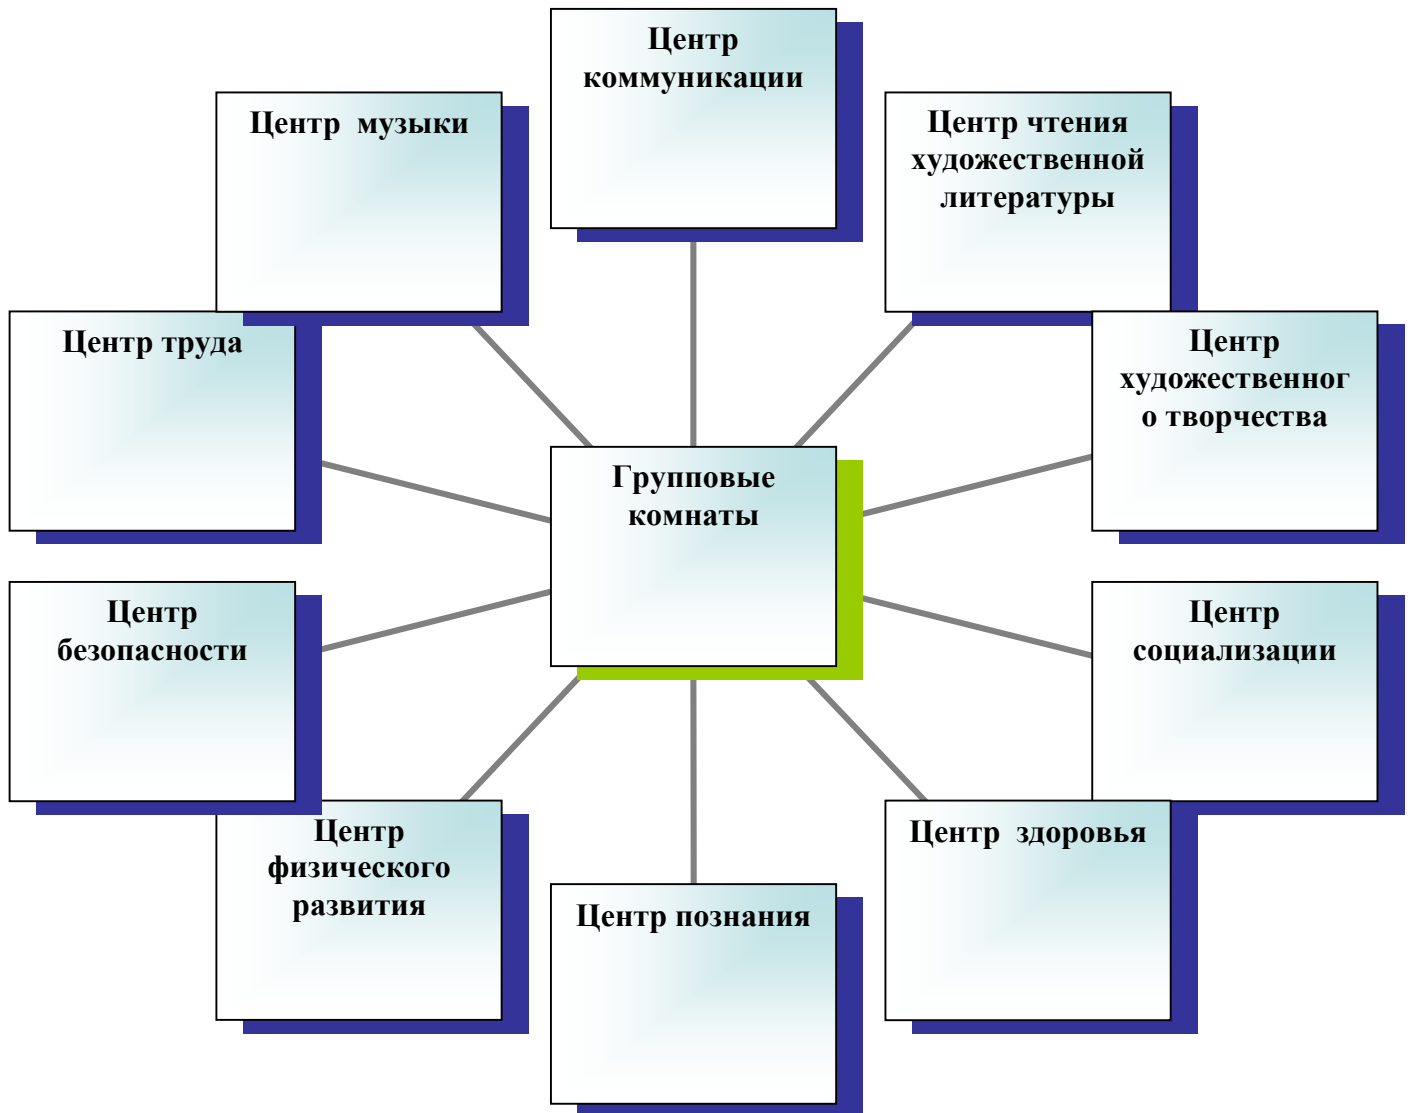 Центр
коммуникации
Центр  музыки
Центр чтения
художественной
литературы
Центр труда
Центр
художественног
о творчества
Групповые
комнаты
Центр
безопасности
Центр
социализации
Центр
физического
развития
Центр  здоровья
Центр познания